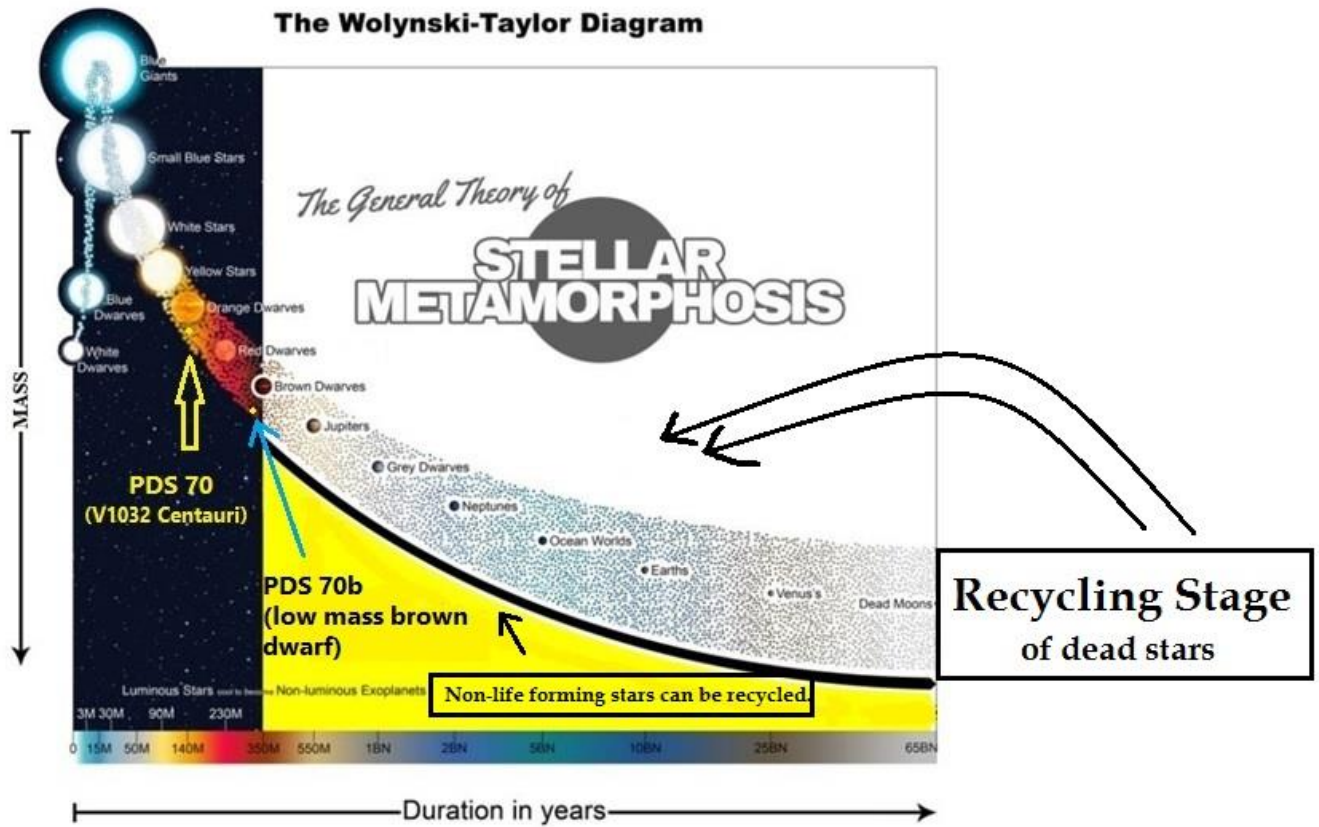 The Wolynski-Taylor Diagram
Blue
Giants
Small Blue Stars
The General Theory of
STELLAR
METAMORPHOSIS
White Stars
Yellow Stars
Blue
Dwarves
Orange Dwarves
White
Dwarves
Red Dwarves
Brown Dwarves
MASS
Jupiters
Grey Dwarves
PDS 70
(V1032 Centauri)
Neptunes
Ocean Worlds
Earths
PDS 70b
(low mass brown
dwarf)
Venus's
Dead Moons
Recycling Stage
of dead stars
Luminous Stars
Non-luminous Exoplanets
Non-life forming stars can be recycled.
3M 30M 90M 230M
0 15M 50M 140M 350M 550M 1BN 2BN 5BN 10BN 25BN 65BN
Duration in years